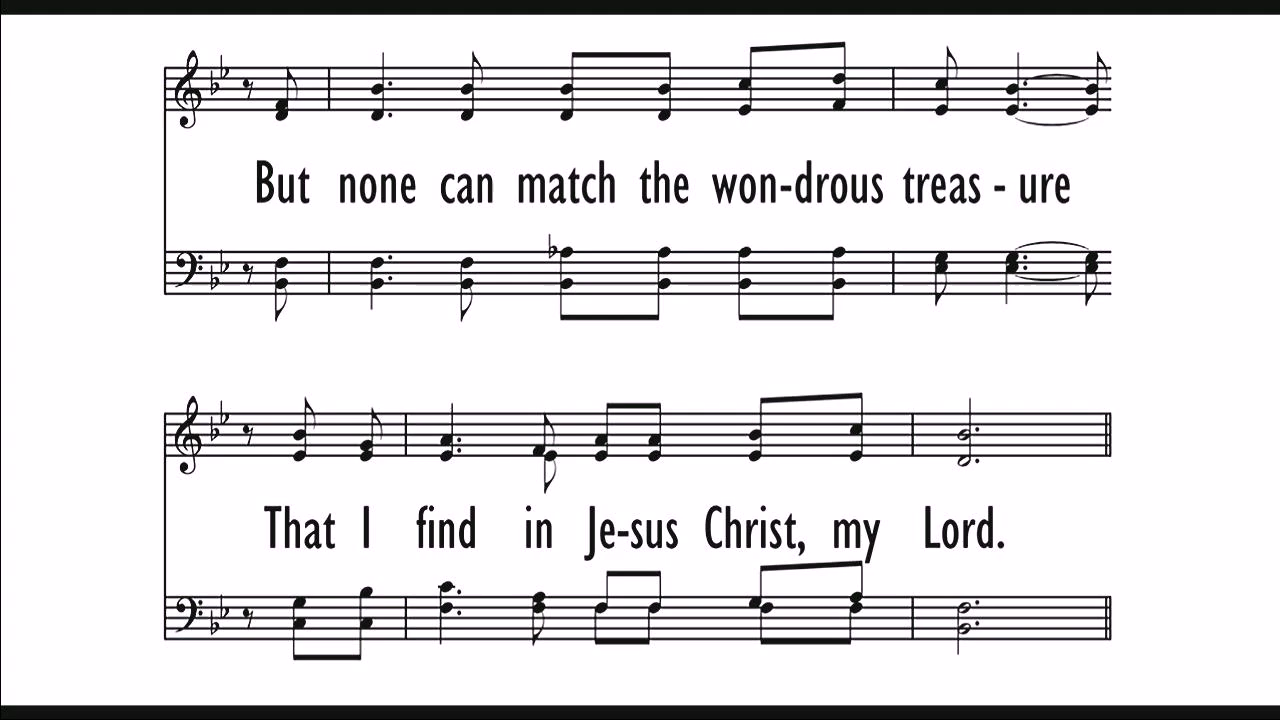 But none can match the won-drous treas - ure
That I find in Je-sus Christ, my Lord.